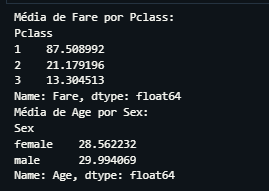 Média de Fare por Pclass:
Pclass
1    87.508992
2    21.179196
3    13.304513
Name: Fare, dtype: float64
Média de Age por Sex:
Sex
female    28.562232
male      29.994069
Name: Age, dtype: float64